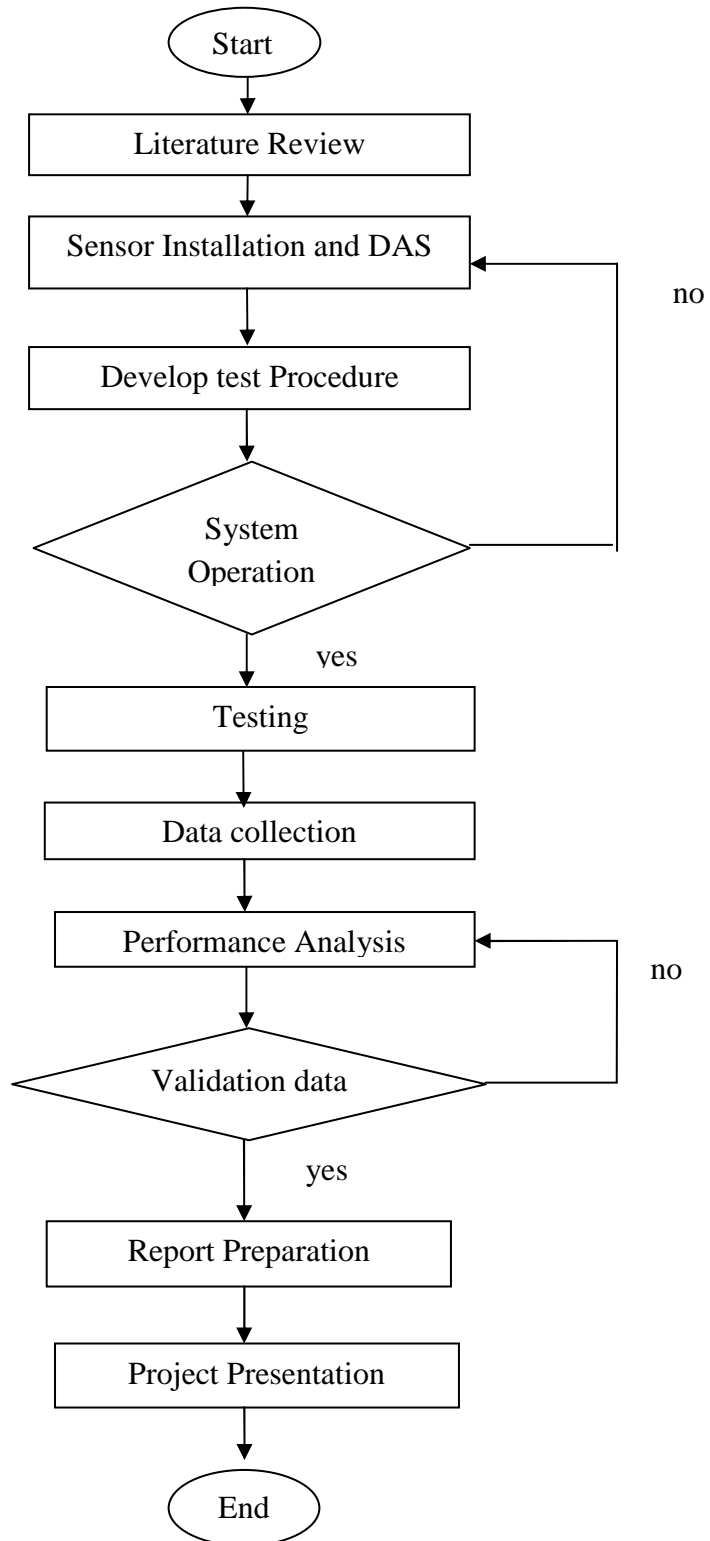 Start
Literature Review
Sensor Installation and DAS
no
Develop test Procedure
System
Operation
yes
Testing
Data collection
Performance Analysis
no
Validation data
yes
Report Preparation
Project Presentation
End